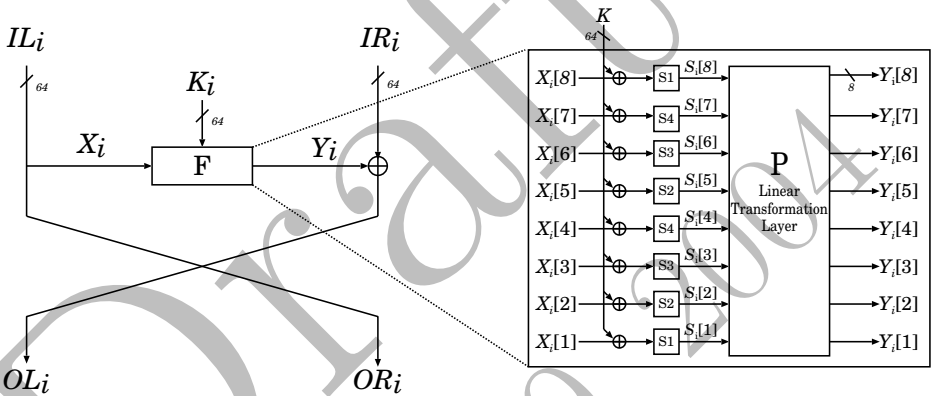 ILi
IRi
64
64
Ki
64
Xi
F
Yi
OLi
ORi
K
64
Xi[8] S1 Si[8] 8 Yi[8]
Xi[7] S4 Si[7] Yi[7]
Xi[6] S3 Si[6] Yi[6]
P
Xi[5] S2 Si[5] Linear Yi[5]
Transformation
Xi[4] S4 Si[4] Layer Yi[4]
Xi[3] S3 Si[3] Yi[3]
Xi[2] S2 Si[2] Yi[2]
Xi[1] S1 Si[1] Yi[1]
Draft
2004